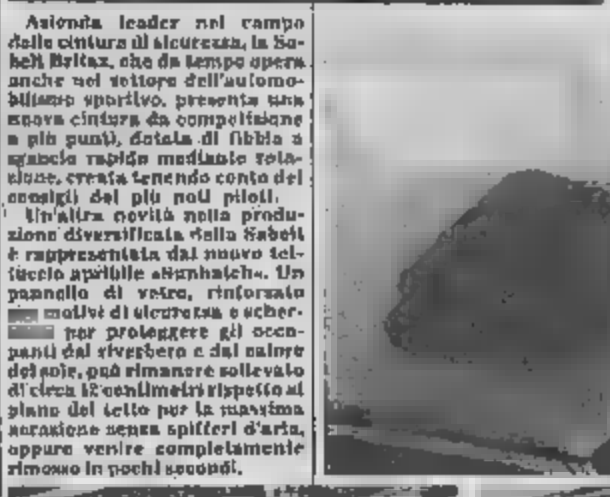 Azienda leader nel campo
delle cinture di sicurezza, la Sa-
belt Britax, che da tempo opera
anche nel settore dell'automo-
bilismo sportivo, presenta una
nuova cintura da competizione
a più punti, dotata di fibbia a
sgancio rapido mediante rota-
zione, creata tenendo conto dei
consigli dei più noti piloti.
Un'altra novità nella produ-
zione diversificata della Sabelt
è rappresentata dal nuovo tet-
tuccio apribile «Sunhatch». Un
pannello di vetro, rinforzato
motivi di sicurezza e scher-
per proteggere gli occu-
panti dal riverbero e dal calore
del sole, può rimanere sollevato
di circa 12 centimetri rispetto al
piano del tetto per la massima
aerazione senza spifferi d'aria,
oppure venire completamente
rimosso in pochi secondi.